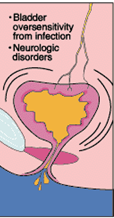 • Bladder
oversensitivity
from infection
• Neurologic
disorders